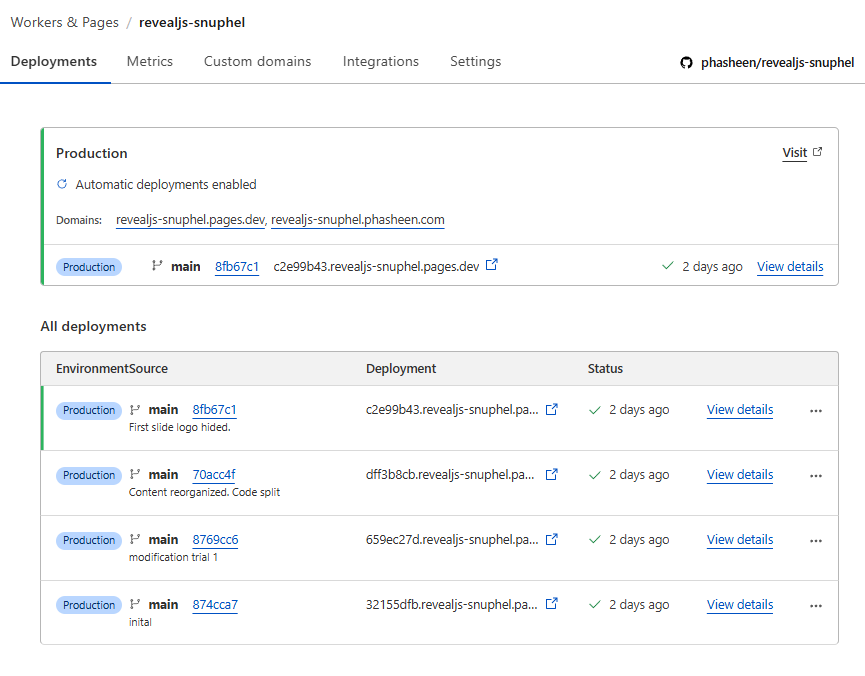 Workers & Pages / revealjs-snuphel
Deployments Metrics Custom domains Integrations Settings phasheen/revealjs-snuphel
Production Visit
Automatic deployments enabled
Domains: revealjs-snuphel.pages.dev, revealjs-snuphel.phasheen.com
Production main 8fb67c1 c2e99b43.revealjs-snuphel.pages.dev 2 days ago View details
All deployments
Environment Source Deployment Status
Production main 8fb67c1 c2e99b43.revealjs-snuphel.pa... 2 days ago View details ...
First slide logo hided.
Production main 70acc4f dff3b8cb.revealjs-snuphel.pa... 2 days ago View details ...
Content reorganized. Code split
Production main 8769cc6 659ec27d.revealjs-snuphel.pa... 2 days ago View details ...
modification trial 1
Production main 874cca7 32155dfb.revealjs-snuphel.pa... 2 days ago View details ...
inital